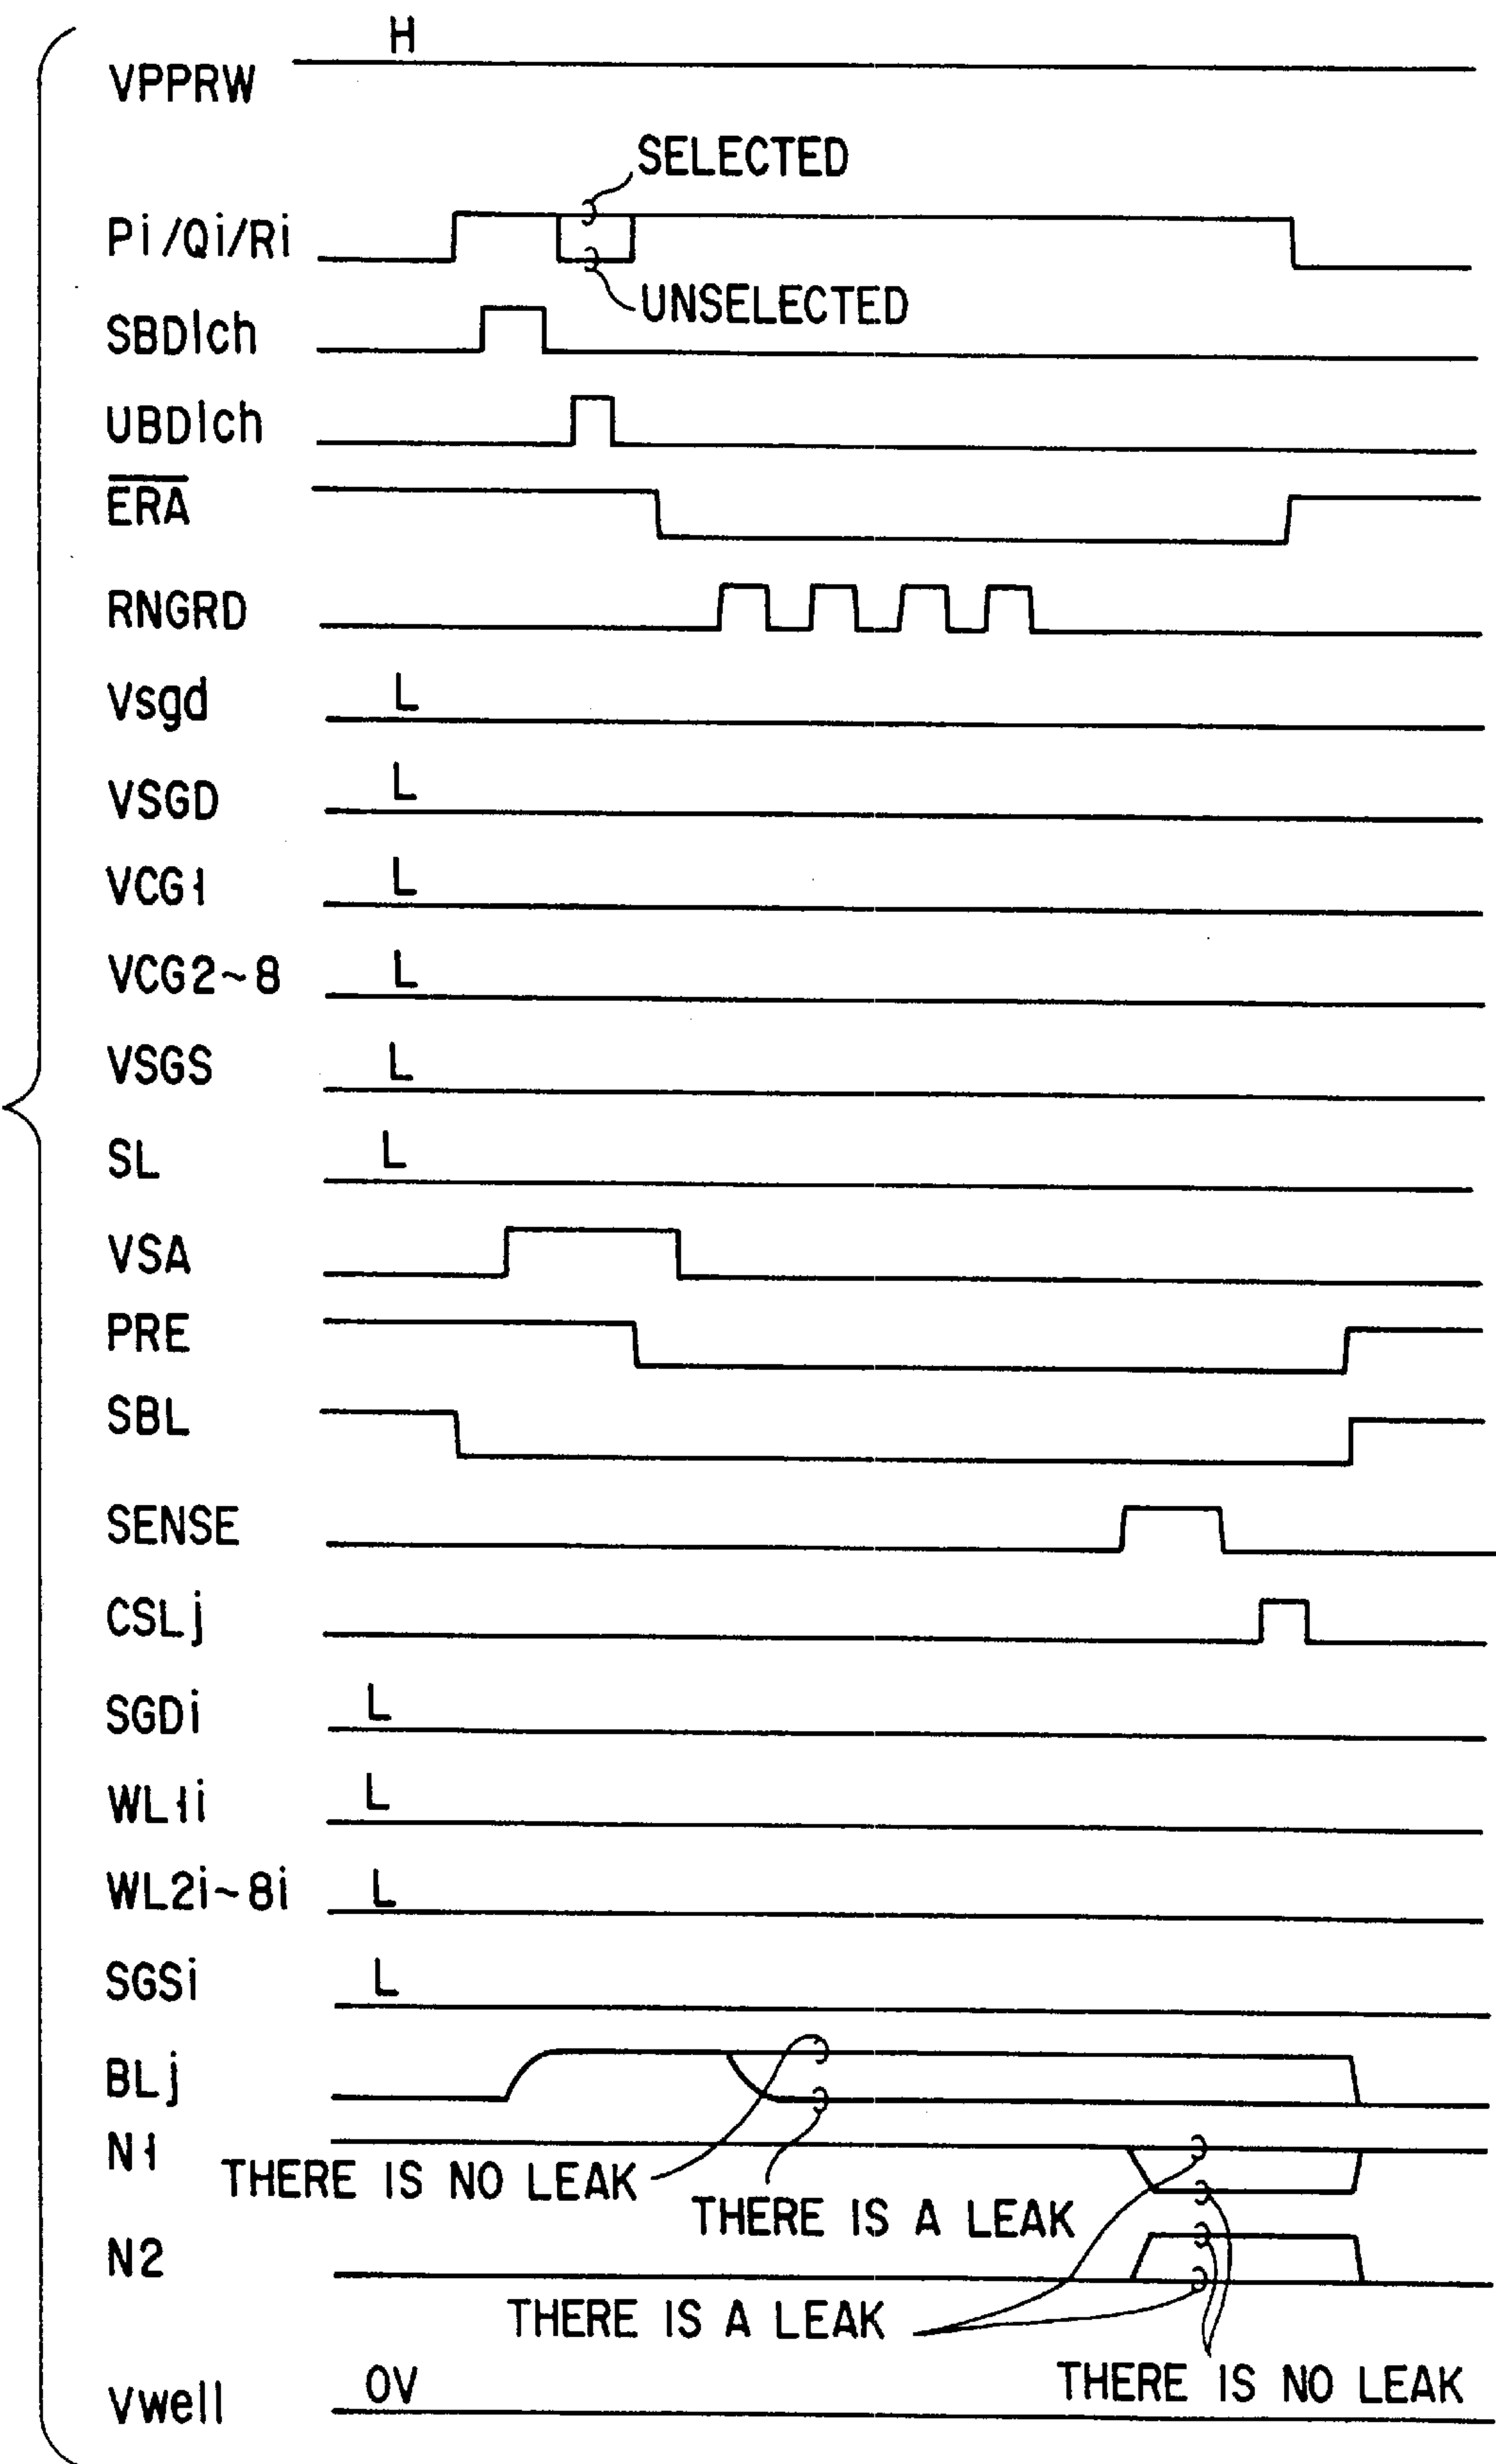 H
VPPRW
SELECTED
Pi/Qi/Ri
UNSELECTED
SBDlch
UBDlch
ERA
RNGRD
Vsgd L
VSGD L
VCG1 L
VCG2~8 L
VSGS L
SL L
VSA
PRE
SBL
SENSE
CSLj
SGDi L
WL1i L
WL2i~8i L
SGSi L
BLj
N1
THERE IS NO LEAK
THERE IS A LEAK
N2
THERE IS A LEAK
THERE IS NO LEAK
Vwell 0V